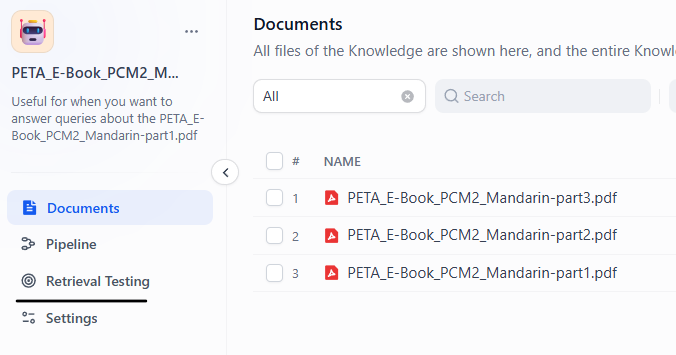 PETA_E-Book_PCM2_M...
Useful for when you want to
answer queries about the PETA_E-
Book_PCM2_Mandarin-part1.pdf
Documents
Pipeline
Retrieval Testing
Settings
Documents
All files of the Knowledge are shown here, and the entire Knowl
All
Search
# NAME
1 PETA_E-Book_PCM2_Mandarin-part3.pdf
2 PETA_E-Book_PCM2_Mandarin-part2.pdf
3 PETA_E-Book_PCM2_Mandarin-part1.pdf